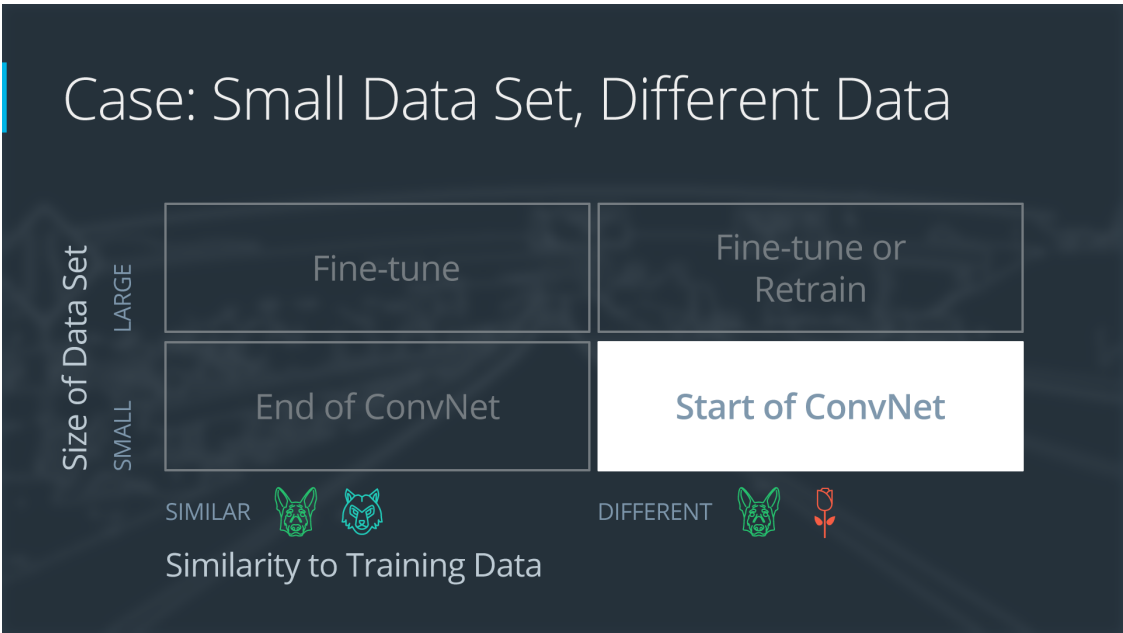 Case: Small Data Set, Different Data
Size of Data Set
LARGE
SMALL
Fine-tune
Fine-tune or
Retrain
End of ConvNet
Start of ConvNet
SIMILAR
DIFFERENT
Similarity to Training Data